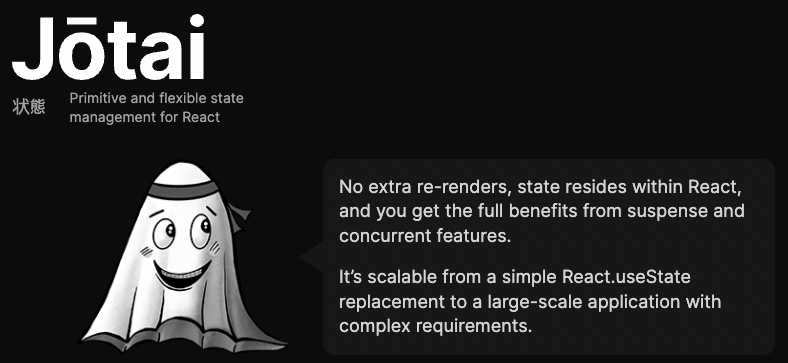 Jōtai
状態
Primitive and flexible state
management for React
No extra re-renders, state resides within React,
and you get the full benefits from suspense and
concurrent features.
It’s scalable from a simple React.useState
replacement to a large-scale application with
complex requirements.